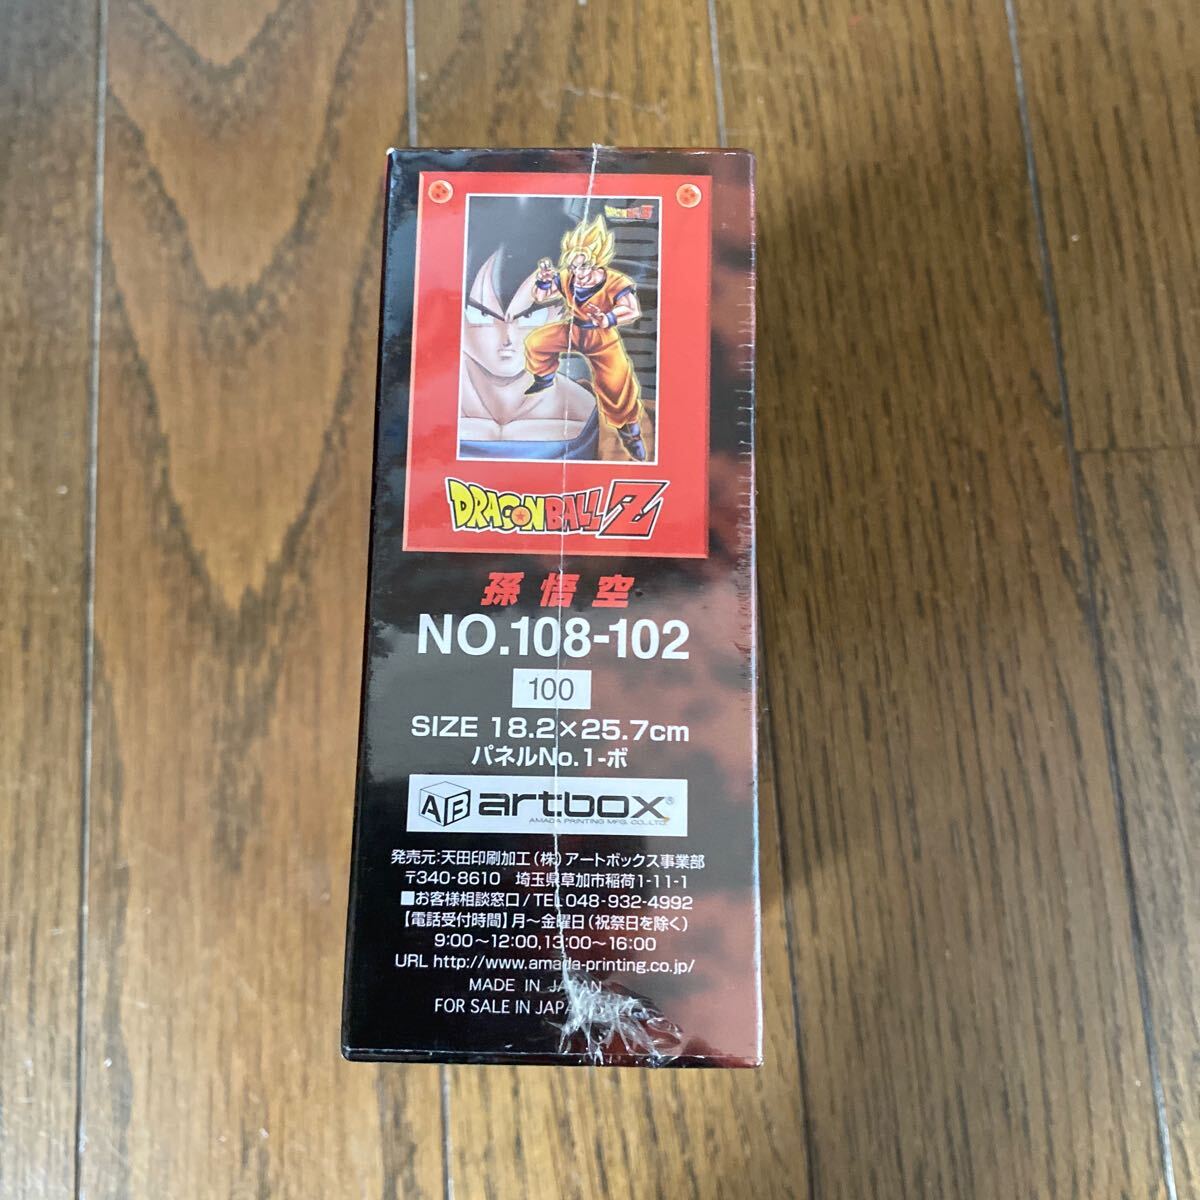 DRAGONBALL Z
DRAGONBALL Z
孫 悟 空
NO.108-102
100
SIZE 18.2×25.7cm
パネルNo.1-ボ
AB artbox®
AMADA PRINTING MFG. CO.,LTD.
発売元:天田印刷加工(株)アートボックス事業部
〒340-8610 埼玉県草加市稲荷1-11-1
■お客様相談窓口/TEL 048-932-4992
【電話受付時間】月~金曜日(祝祭日を除く)
9:00~12:00,13:00~16:00
URL http://www.amada-printing.co.jp/
MADE IN JAPAN
FOR SALE IN JAPAN